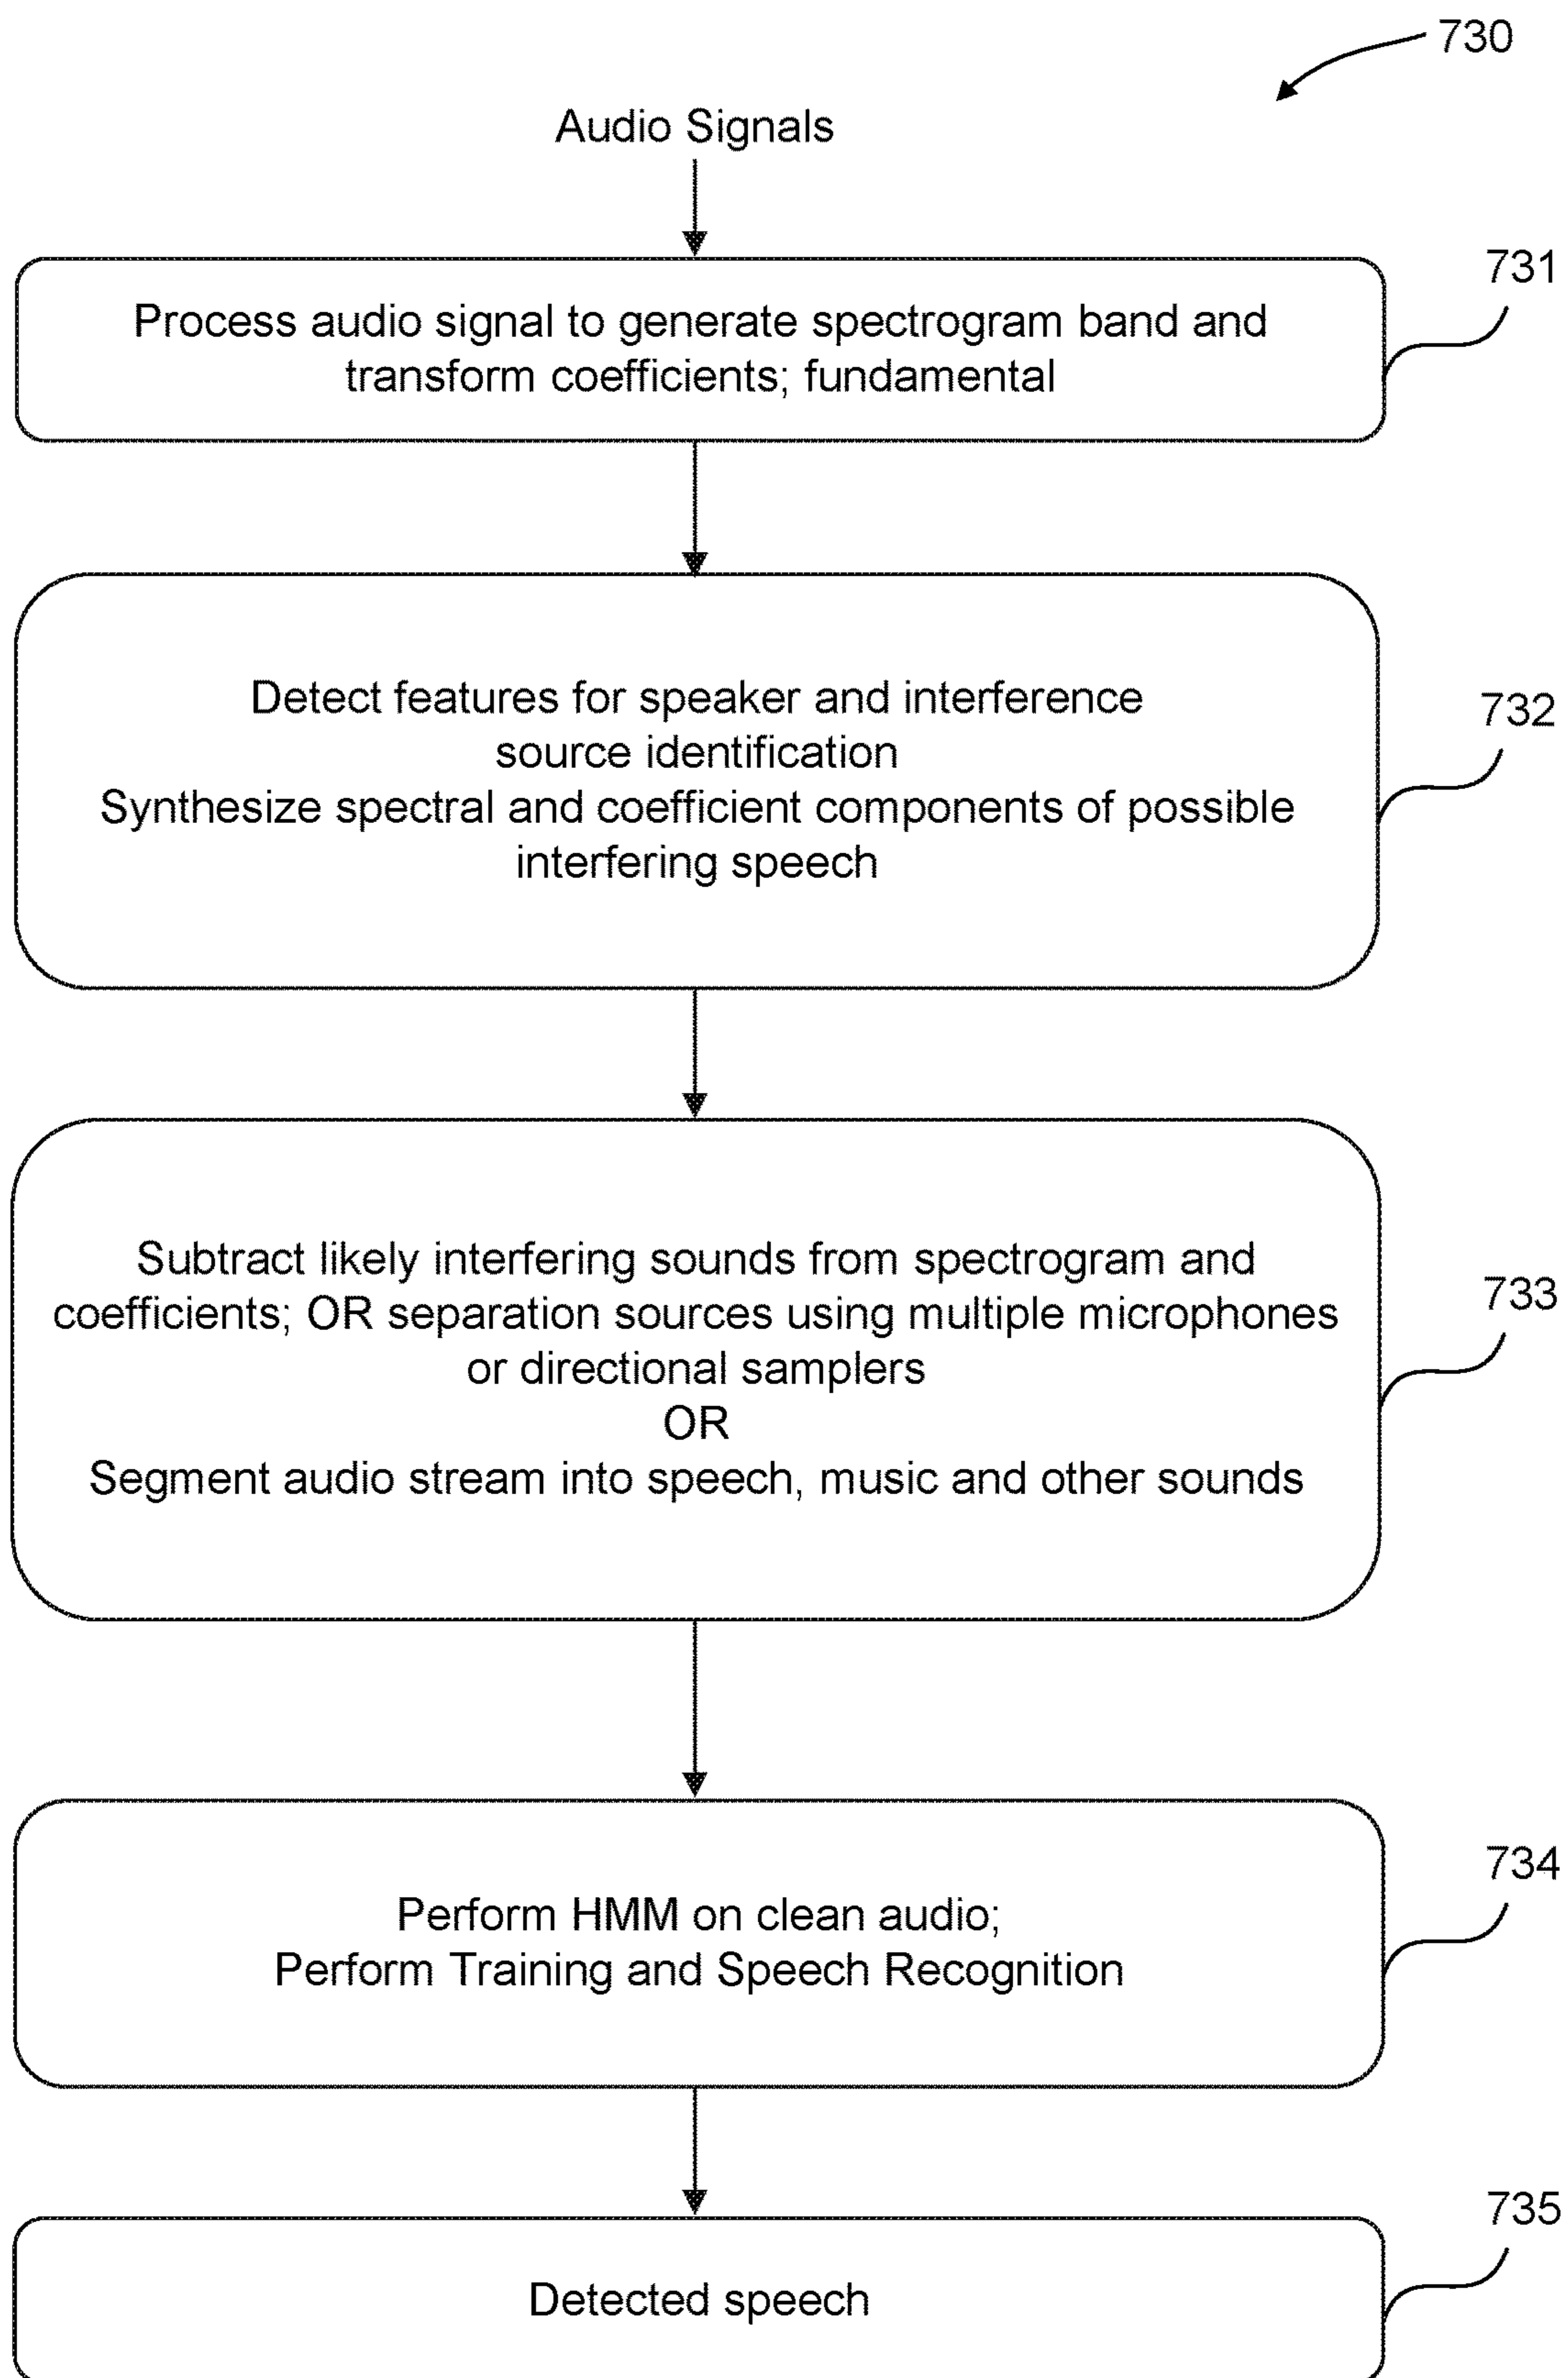 730
Audio Signals
731
Process audio signal to generate spectrogram band and
transform coefficients; fundamental
732
Detect features for speaker and interference
source identification
Synthesize spectral and coefficient components of possible
interfering speech
733
Subtract likely interfering sounds from spectrogram and
coefficients; OR separation sources using multiple microphones
or directional samplers
OR
Segment audio stream into speech, music and other sounds
734
Perform HMM on clean audio;
Perform Training and Speech Recognition
735
Detected speech